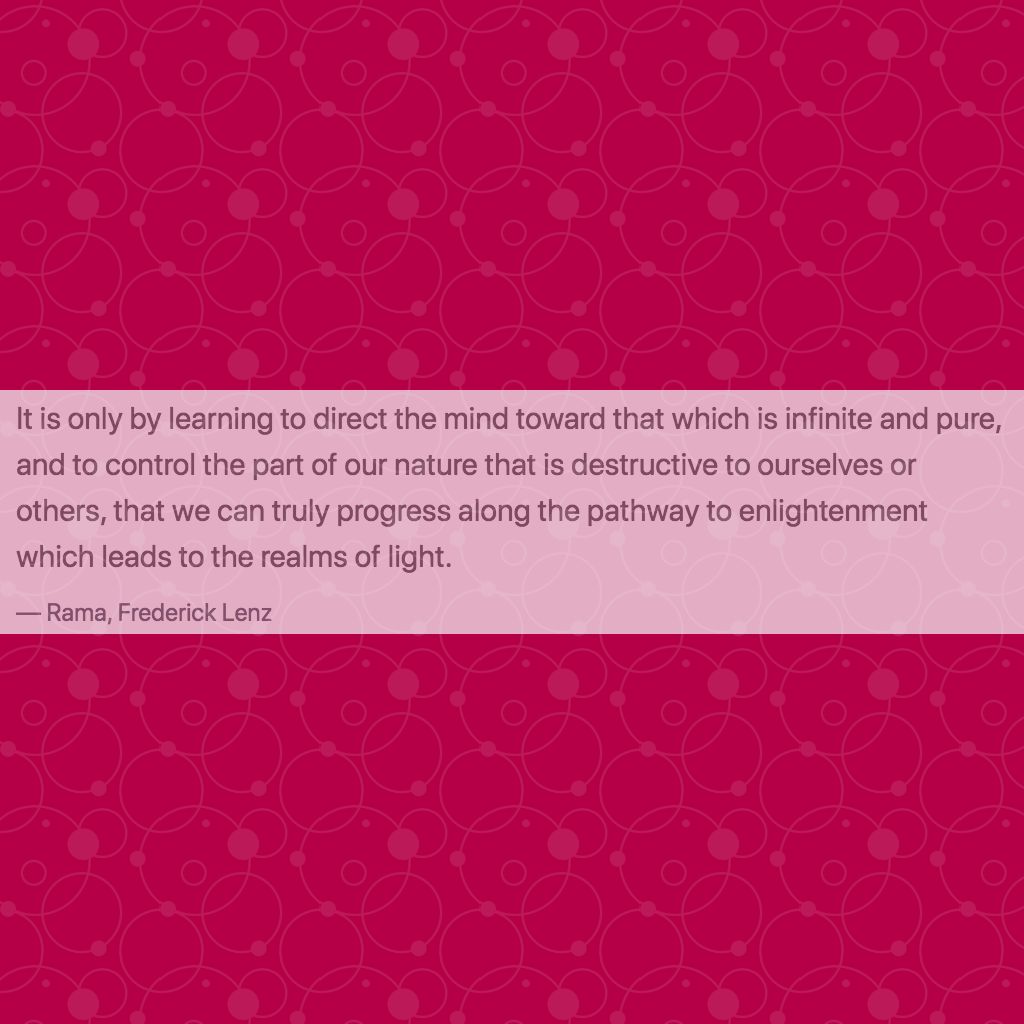 It is only by learning to direct the mind toward that which is infinite and pure,
and to control the part of our nature that is destructive to ourselves or
others, that we can truly progress along the pathway to enlightenment
which leads to the realms of light.
— Rama, Frederick Lenz